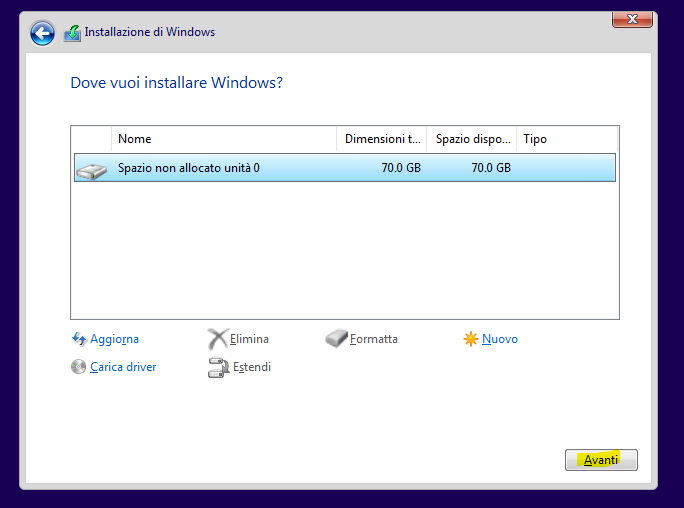 Installazione di Windows
Dove vuoi installare Windows?
Nome Dimensioni t... Spazio dispo... Tipo
Spazio non allocato unità 0 70.0 GB 70.0 GB
Aggiorna Elimina Formatta Nuovo
Carica driver Estendi
Avanti